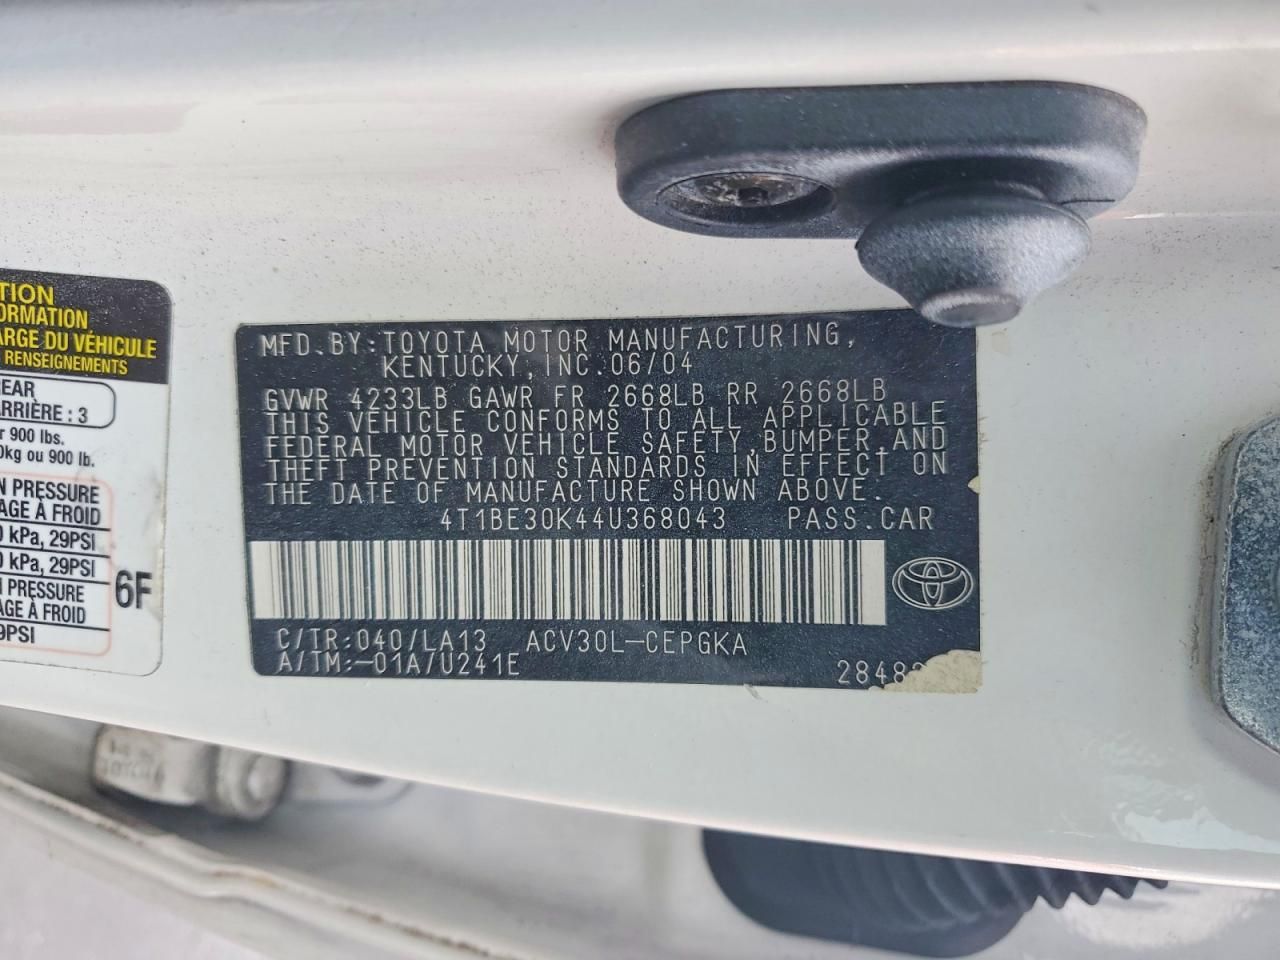 TION
ORMATION
ARGE DU VÉHICULE
RENSEIGNEMENTS
REAR
ARRIÈRE : 3
r 900 lbs.
0kg ou 900 lb.
N PRESSURE
AGE À FROID
0 kPa, 29PSI
0 kPa, 29PSI
N PRESSURE
AGE À FROID
9PSI
6F
MFD.BY:TOYOTA MOTOR MANUFACTURING,
KENTUCKY,INC.06/04
GVWR 4233LB GAWR FR 2668LB RR 2668LB
THIS VEHICLE CONFORMS TO ALL APPLICABLE
FEDERAL MOTOR VEHICLE SAFETY,BUMPER,AND
THEFT PREVENTION STANDARDS IN EFFECT ON
THE DATE OF MANUFACTURE SHOWN ABOVE.
4T1BE30K44U368043 PASS.CAR
C/TR:040/LA13 ACV30L-CEPGKA
A/TM:-01A/U241E
2848